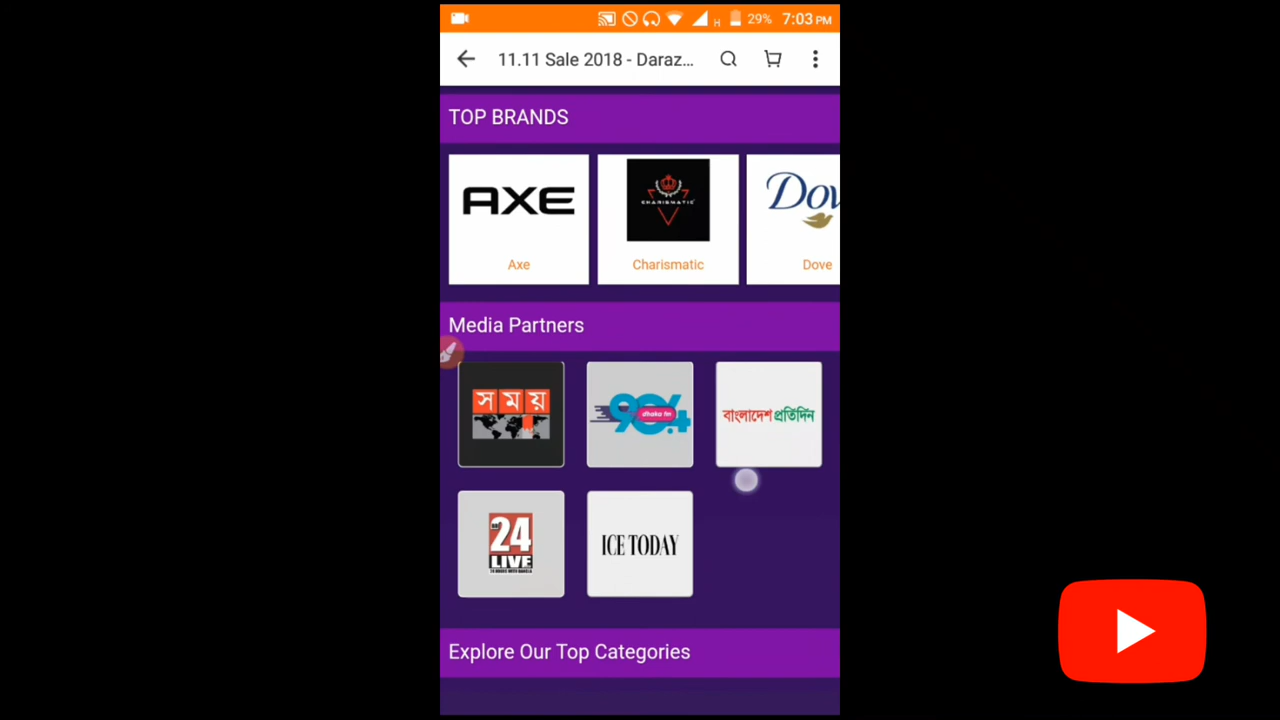 H 29% 7:03 PM
11.11 Sale 2018 - Daraz...
TOP BRANDS
AXE
CHARISMATIC
Dov
Axe
Charismatic
Dove
Media Partners
সময়
90.4
dhaka fm
বাংলাদেশ প্রতিদিন
24
LIVE
ICE TODAY
Explore Our Top Categories